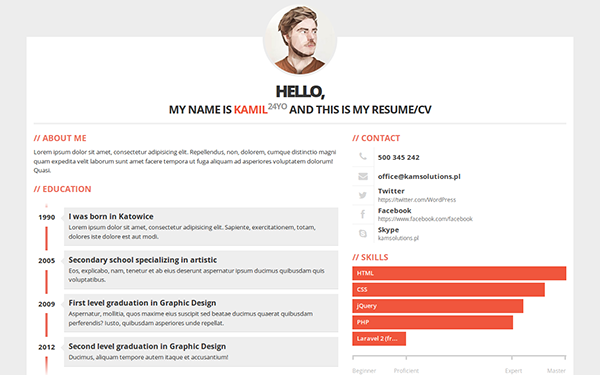 HELLO,
MY NAME IS KAMIL 24YO AND THIS IS MY RESUME/CV
// ABOUT ME
Lorem ipsum dolor sit amet, consectetur adipisicing elit. Repellendus, non, dolorem, cumque distinctio magni
quam expedita velit laborum sunt amet facere tempora ut fuga aliquam ad asperiores voluptatem dolorum!
Quasi.
// EDUCATION
1990 I was born in Katowice
Lorem ipsum dolor sit amet, consectetur adipisicing elit. Sapiente, exercitationem, totam,
dolores iste dolore est aut modi.
2005 Secondary school specializing in artistic
Eos, explicabo, nam, tenetur et ab eius deserunt aspernatur ipsum ducimus quibusdam quis
voluptatibus.
2009 First level graduation in Graphic Design
Aspernatur, mollitia, quos maxime eius suscipit sed beatae ducimus quaerat quibusdam
perferendis? Iusto, quibusdam asperiores unde repellat.
2012 Second level graduation in Graphic Design
Ducimus, aliquam tempore autem itaque et accusantium!
// CONTACT
500 345 242
office@kamsolutions.pl
Twitter
https://twitter.com/WordPress
Facebook
https://www.facebook.com/facebook
Skype
kamsolutions.pl
// SKILLS
HTML
CSS
jQuery
PHP
Laravel 2 (fr...
Beginner Proficient Expert Master